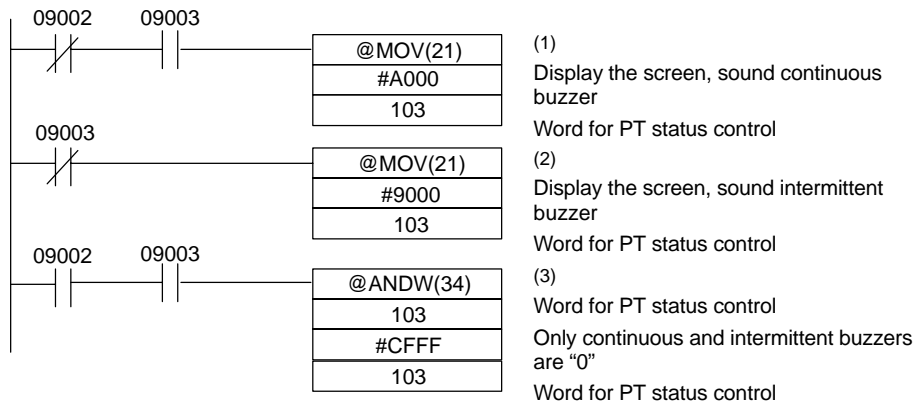 09002 09003
@MOV(21)
#A000
103
(1)
Display the screen, sound continuous
buzzer
Word for PT status control
09003
@MOV(21)
#9000
103
(2)
Display the screen, sound intermittent
buzzer
Word for PT status control
09002 09003
@ANDW(34)
103
#CFFF
103
(3)
Word for PT status control
Only continuous and intermittent buzzers
are “0”
Word for PT status control